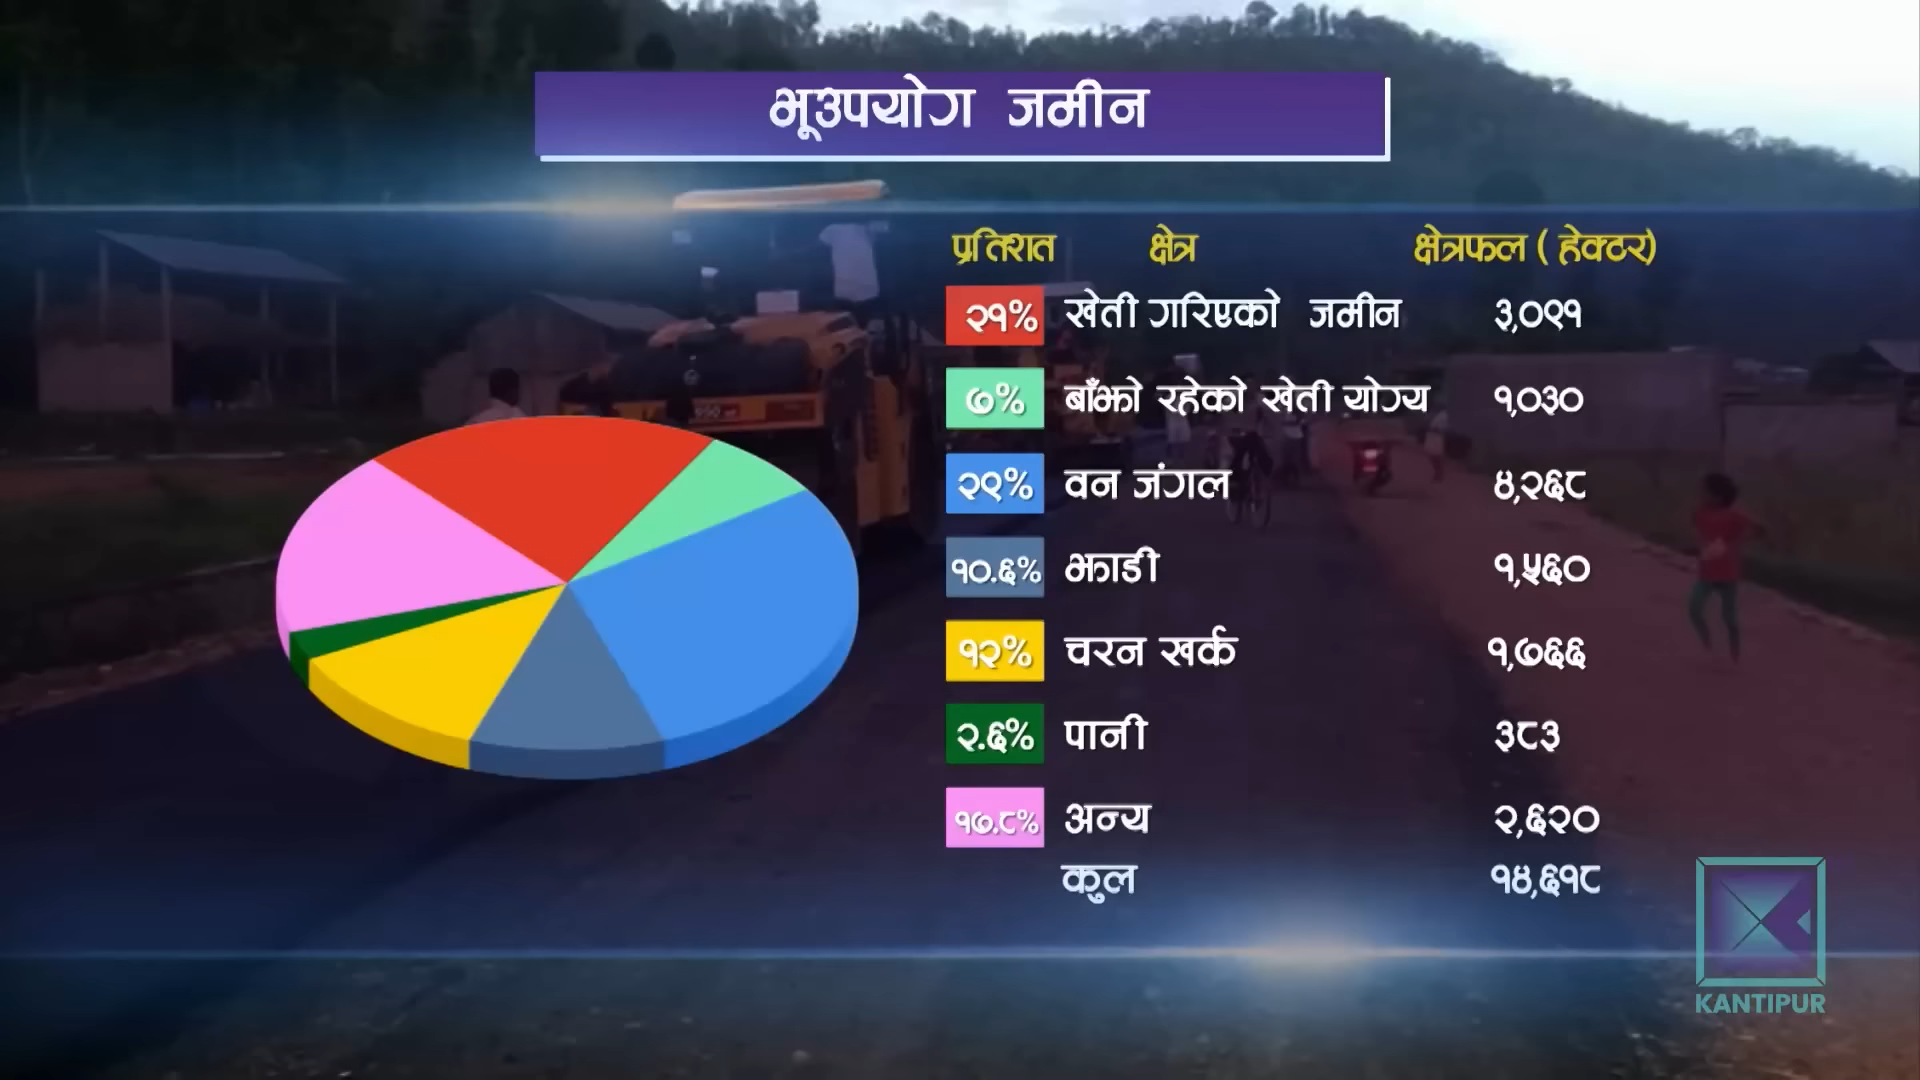 भूउपयोग जमीन
प्रतिशत क्षेत्र क्षेत्रफल ( हेक्टर)
२१% खेती गरिएको जमीन ३,०९१
७% बाँझो रहेको खेती योग्य १,०३०
२९% वन जंगल ४,२६८
१०.६% झाडी १,५६०
१२% चरन खर्क १,७६६
२.६% पानी ३८३
१७.८% अन्य २,६२०
कुल १४,६१८
KANTIPUR